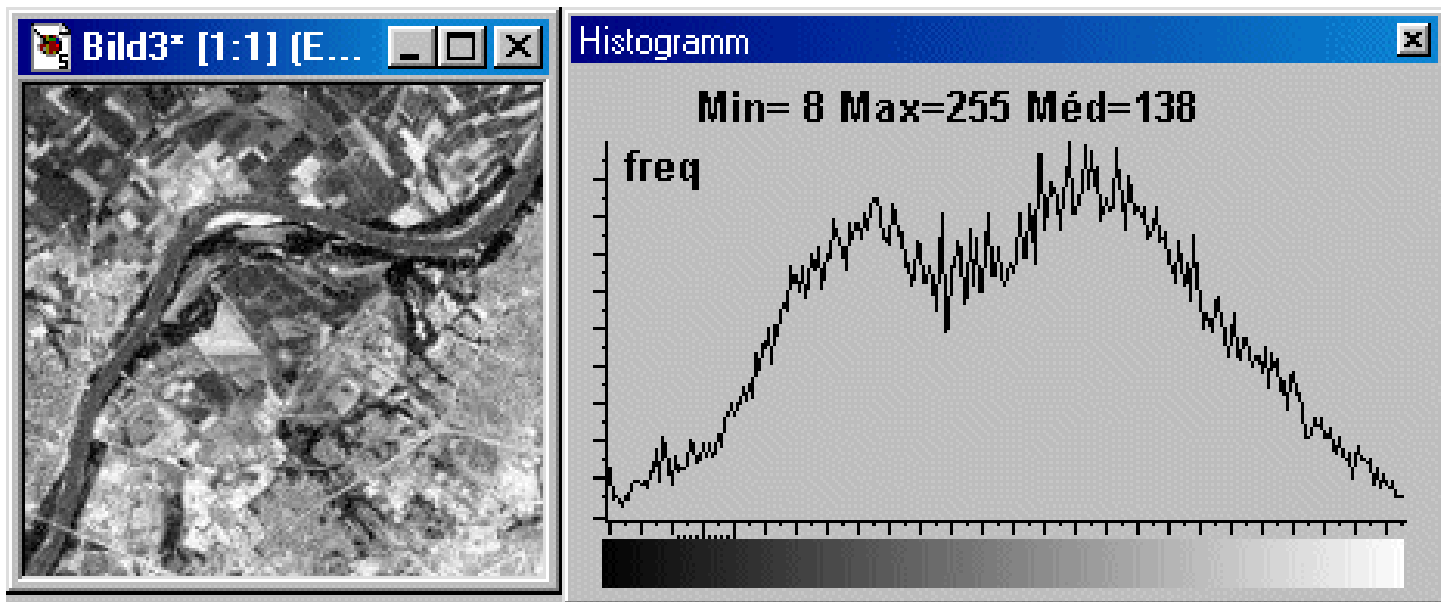 Bild3* [1:1] (E...
Histogramm
Min= 8 Max=255 Méd=138
freq